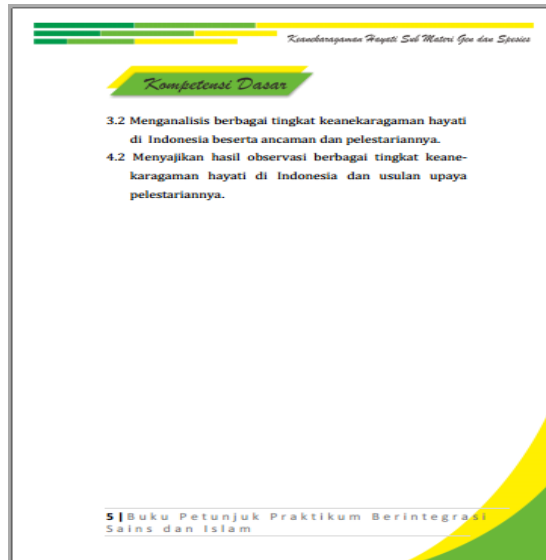 Keanekaragaman Hayati Sub Materi Gen dan Spesies
Kompetensi Dasar
3.2 Menganalisis berbagai tingkat keanekaragaman hayati
di Indonesia beserta ancaman dan pelestariannya.
4.2 Menyajikan hasil observasi berbagai tingkat keane-
karagaman hayati di Indonesia dan usulan upaya
pelestariannya.
5 | Buku Petunjuk Praktikum Berintegrasi
Sains dan Islam